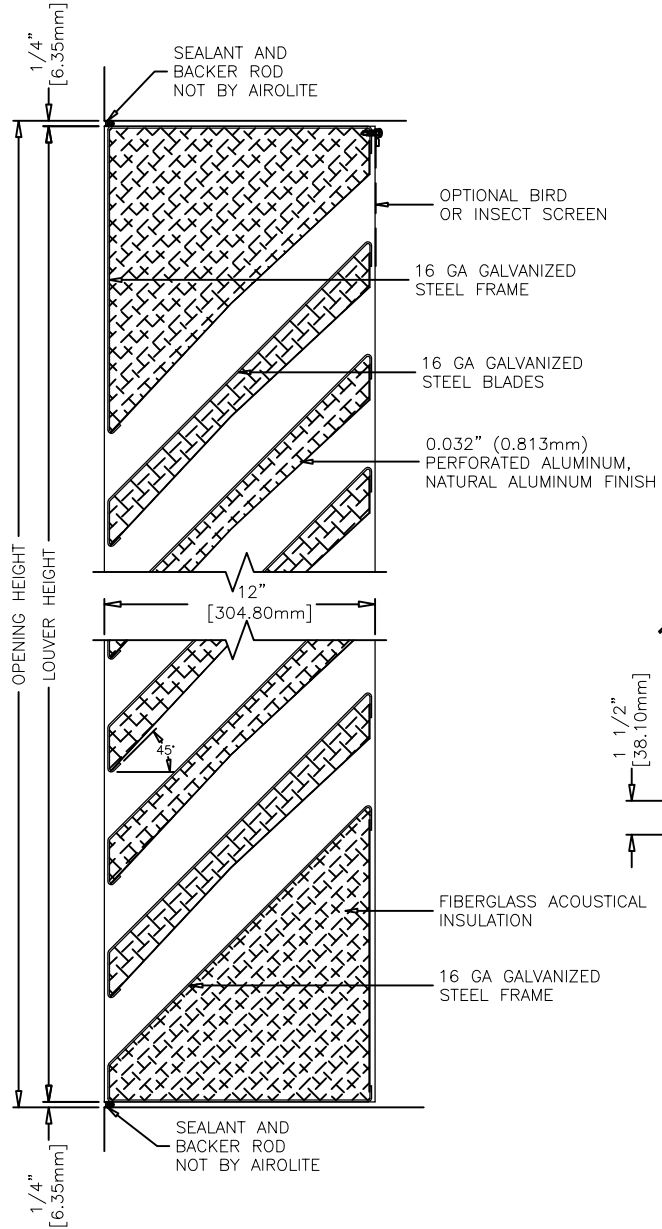 1/4"
[6.35mm]
SEALANT AND
BACKER ROD
NOT BY AIROLITE
OPTIONAL BIRD
OR INSECT SCREEN
16 GA GALVANIZED
STEEL FRAME
16 GA GALVANIZED
STEEL BLADES
0.032" (0.813mm)
PERFORATED ALUMINUM,
NATURAL ALUMINUM FINISH
OPENING HEIGHT
LOUVER HEIGHT
12"
[304.80mm]
45°
1 1/2"
[38.10mm]
FIBERGLASS ACOUSTICAL
INSULATION
16 GA GALVANIZED
STEEL FRAME
SEALANT AND
BACKER ROD
NOT BY AIROLITE
1/4"
[6.35mm]